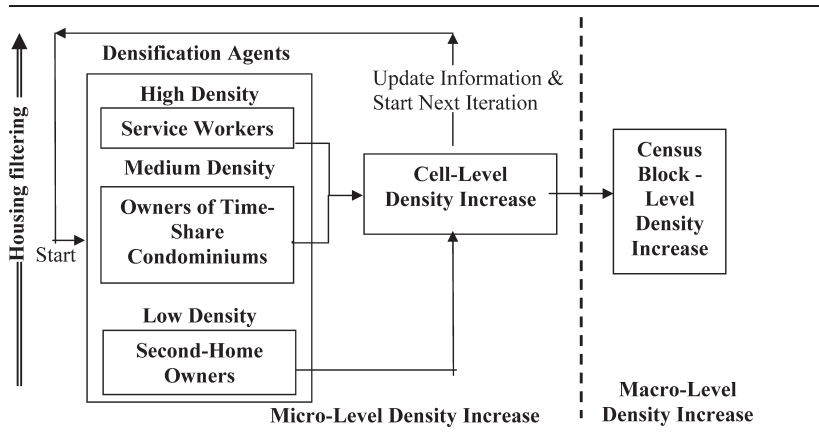 Densification Agents
Housing filtering
Start
High Density
Service Workers
Medium Density
Owners of Time-
Share
Condominiums
Low Density
Second-Home
Owners
Update Information &
Start Next Iteration
Cell-Level
Density Increase
Census
Block -
Level
Density
Increase
Micro-Level Density Increase
Macro-Level
Density Increase